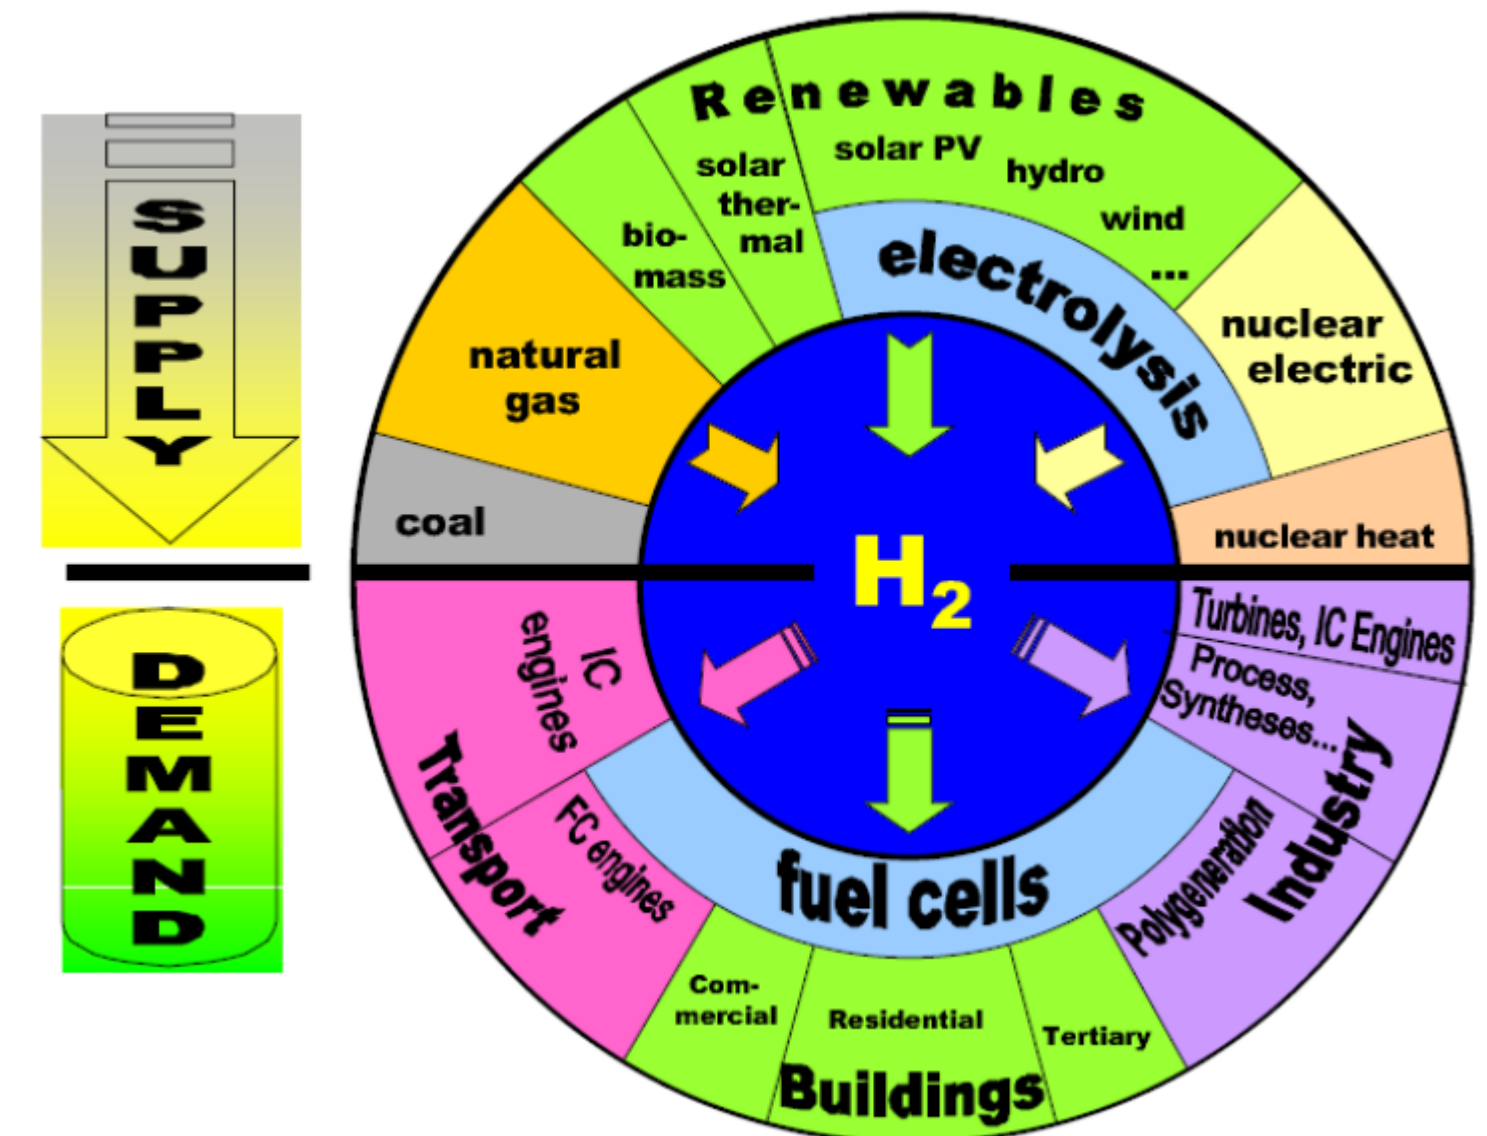 SUPPLY
Renewables
solar PV
hydro
wind
...
solar
ther-
mal
bio-
mass
electrolysis
natural
gas
nuclear
electric
coal
nuclear heat
H2
DEMAND
IC
engines
Transport
FC engines
fuel cells
Com-
mercial
Residential
Tertiary
Buildings
Turbines, IC Engines
Process,
Syntheses...
Polygeneration
Industry